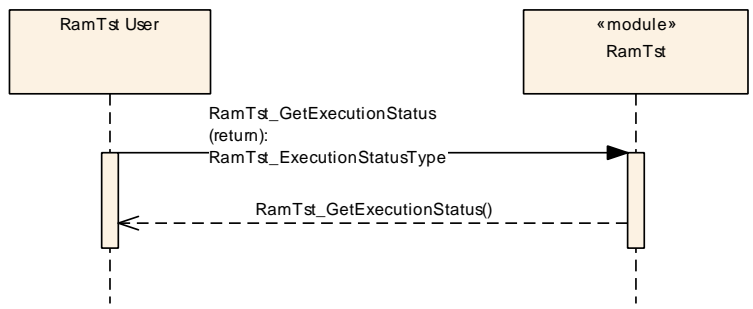 RamTst User
«module»
RamTst
RamTst_GetExecutionStatus
(return):
RamTst_ExecutionStatusType
RamTst_GetExecutionStatus()